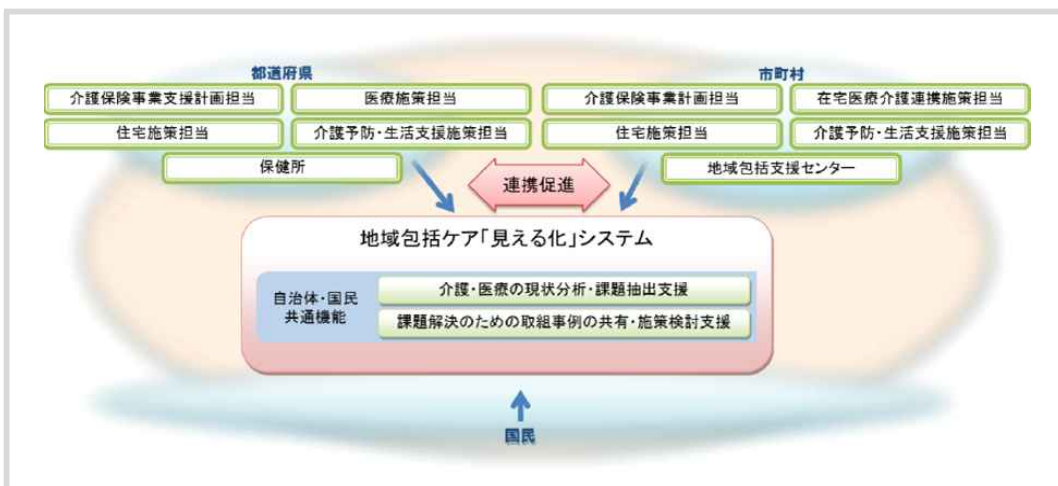 都道府県
介護保険事業支援計画担当
医療施策担当
住宅施策担当
介護予防・生活支援施策担当
保健所
市町村
介護保険事業計画担当
在宅医療介護連携施策担当
住宅施策担当
介護予防・生活支援施策担当
地域包括支援センター
連携促進
地域包括ケア「見える化」システム
自治体・国民
共通機能
介護・医療の現状分析・課題抽出支援
課題解決のための取組事例の共有・施策検討支援
国民